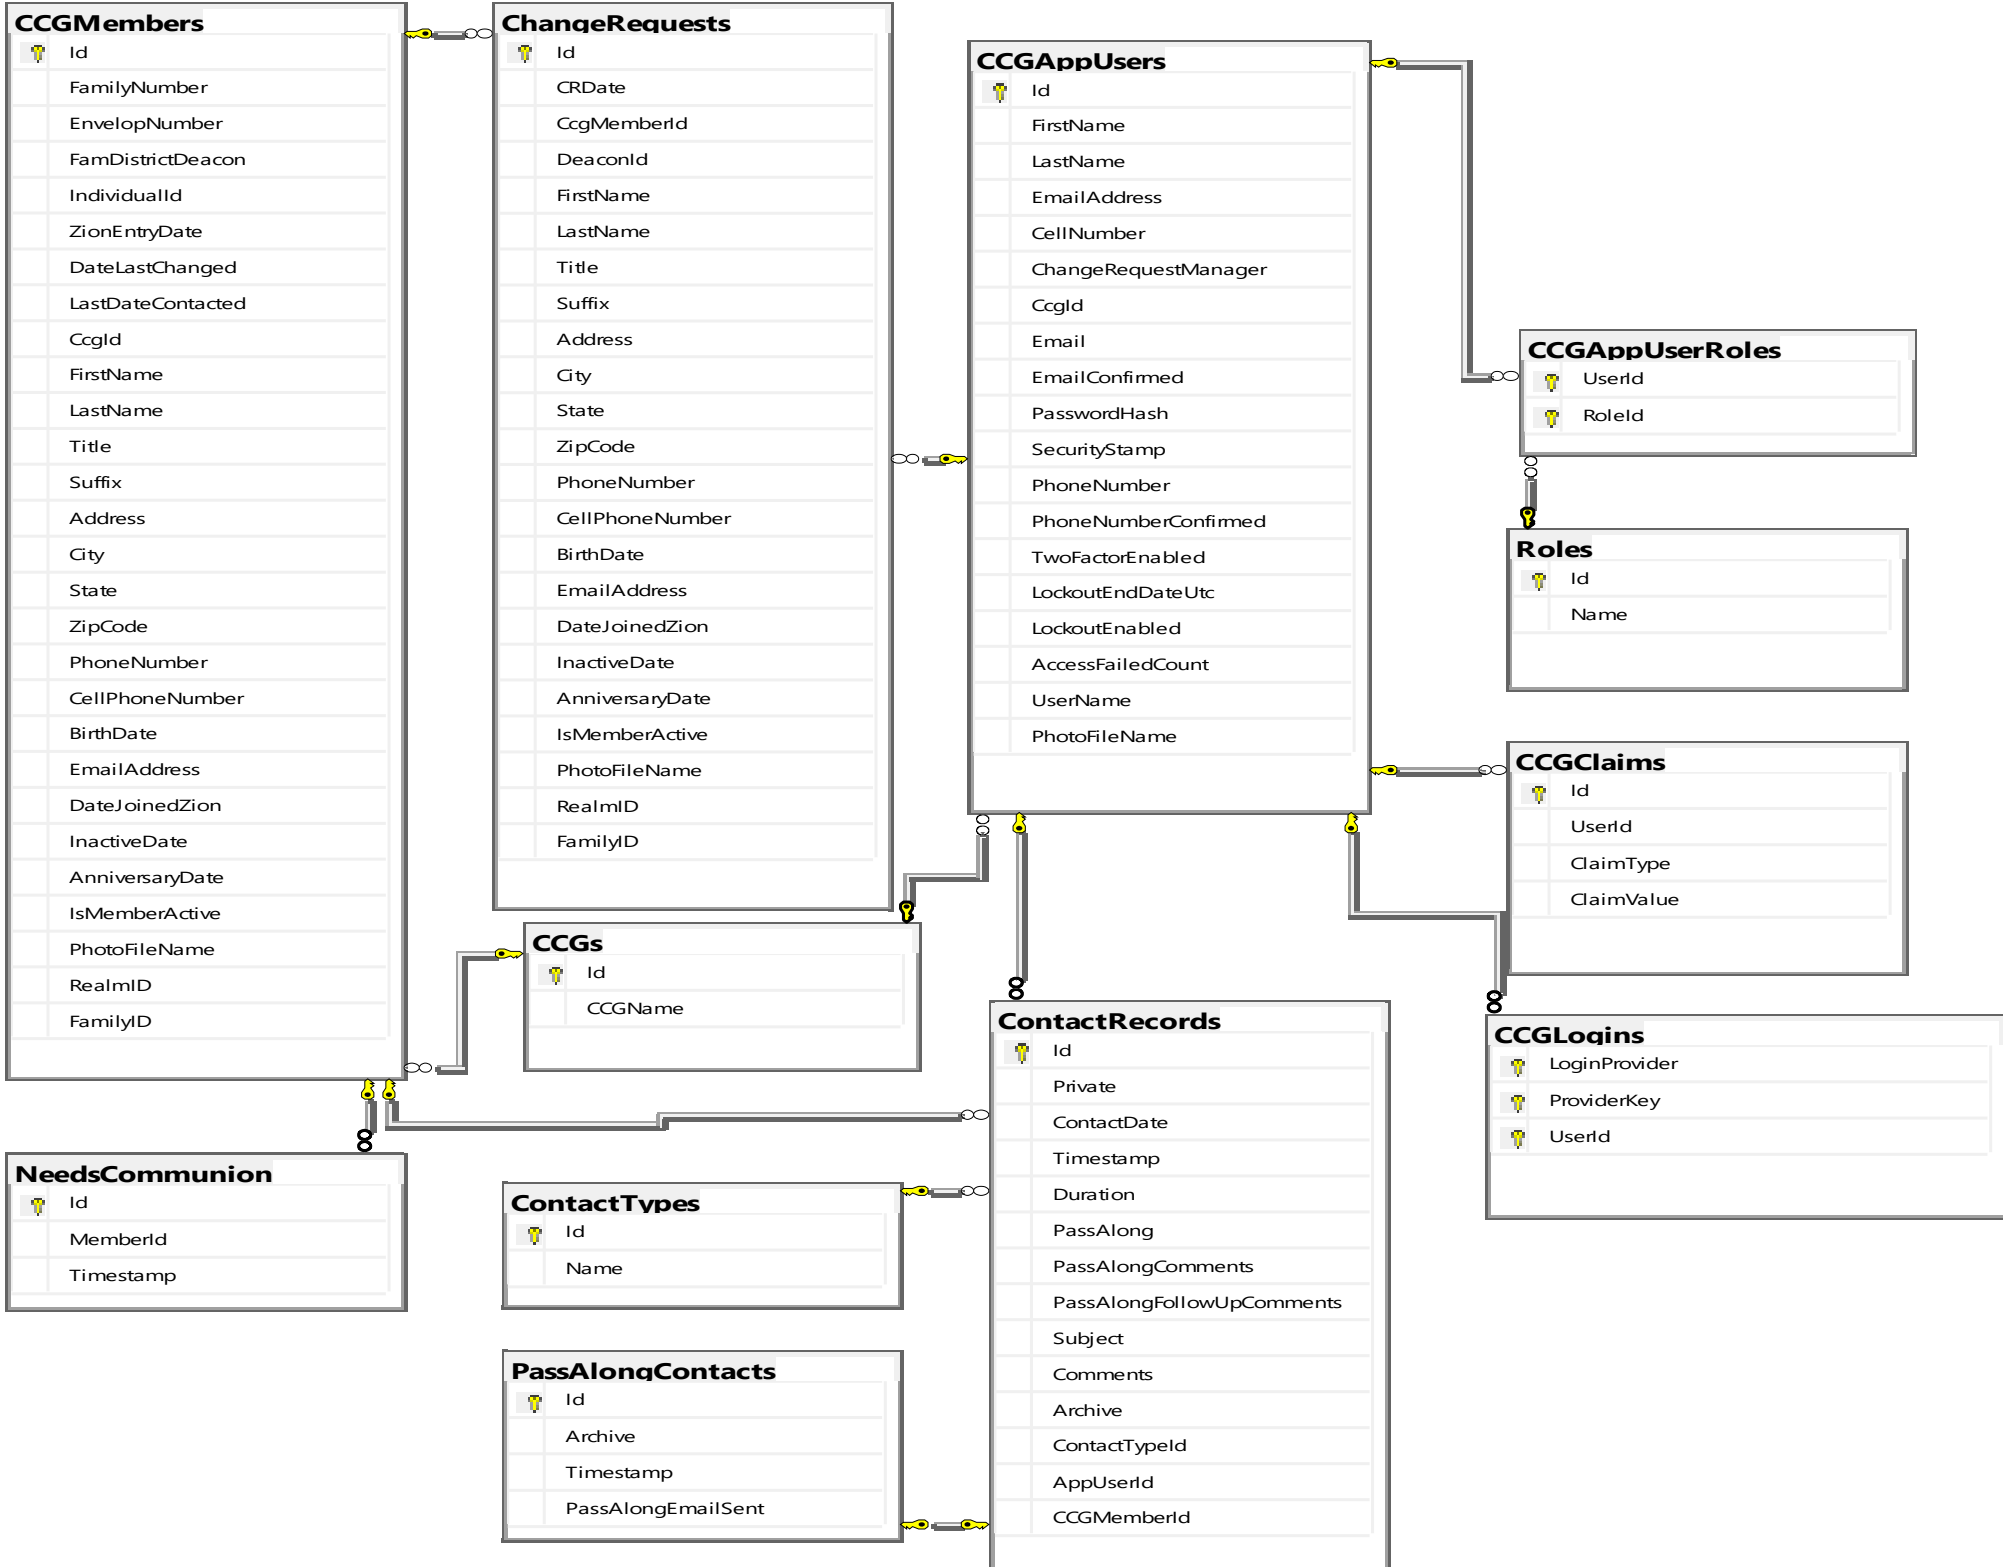 CCGMembers
Id
FamilyNumber
EnvelopNumber
FamDistrictDeacon
IndividualId
ZionEntryDate
DateLastChanged
LastDateContacted
CcgId
FirstName
LastName
Title
Suffix
Address
City
State
ZipCode
PhoneNumber
CellPhoneNumber
BirthDate
EmailAddress
DateJoinedZion
InactiveDate
AnniversaryDate
IsMemberActive
PhotoFileName
RealmID
FamilyID
ChangeRequests
Id
CRDate
CcgMemberId
DeaconId
FirstName
LastName
Title
Suffix
Address
City
State
ZipCode
PhoneNumber
CellPhoneNumber
BirthDate
EmailAddress
DateJoinedZion
InactiveDate
AnniversaryDate
IsMemberActive
PhotoFileName
RealmID
FamilyID
CCGAppUsers
Id
FirstName
LastName
EmailAddress
CellNumber
ChangeRequestManager
CcgId
Email
EmailConfirmed
PasswordHash
SecurityStamp
PhoneNumber
PhoneNumberConfirmed
TwoFactorEnabled
LockoutEndDateUtc
LockoutEnabled
AccessFailedCount
UserName
PhotoFileName
CCGAppUserRoles
UserId
RoleId
Roles
Id
Name
CCGClaims
Id
UserId
ClaimType
ClaimValue
CCGs
Id
CCGName
ContactRecords
Id
Private
ContactDate
Timestamp
Duration
PassAlong
PassAlongComments
PassAlongFollowUpComments
Subject
Comments
Archive
ContactTypeId
AppUserId
CCGMemberId
CCGLogins
LoginProvider
ProviderKey
UserId
NeedsCommunion
Id
MemberId
Timestamp
ContactTypes
Id
Name
PassAlongContacts
Id
Archive
Timestamp
PassAlongEmailSent